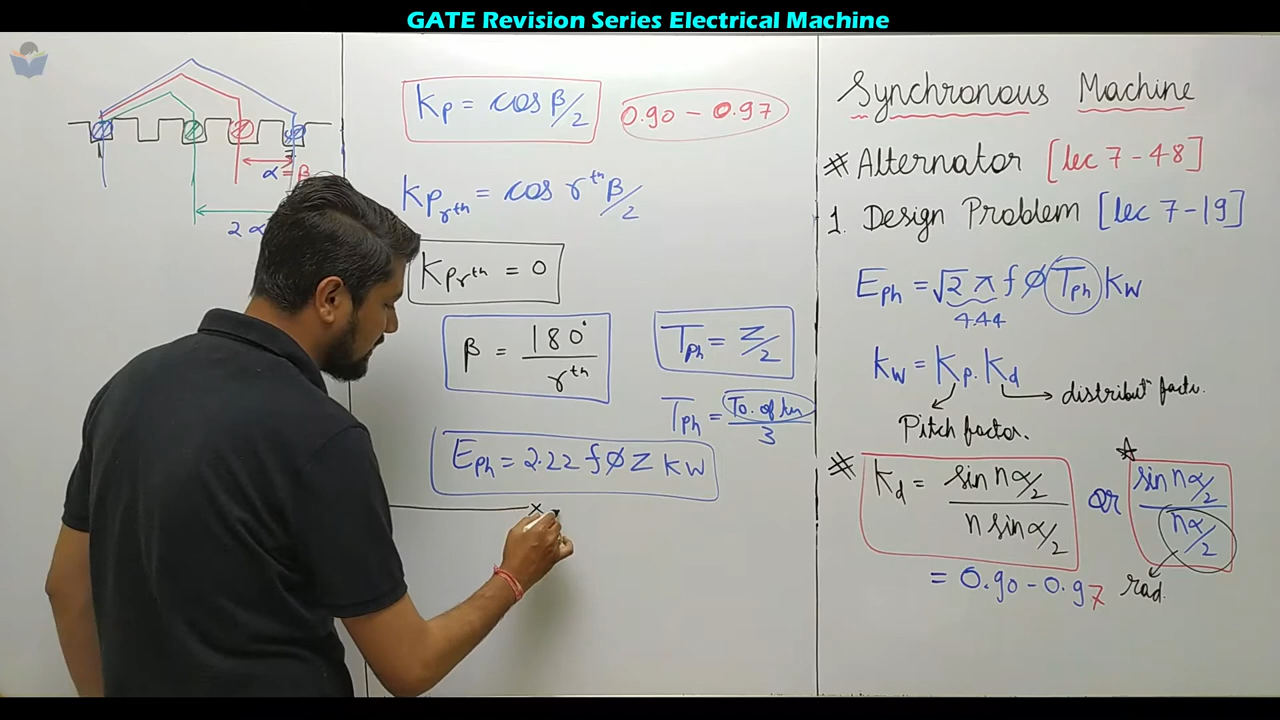 GATE Revision Series Electrical Machine
1
α = β
2α
Kp = cos β/2
0.90 - 0.97
Kp rth = cos rth β/2
Kp rth = 0
β = 180° / rth
Tph = Z/2
Tph = To. of turn / 3
Eph = 2.22 f Ø Z Kw
x
Synchronous Machine
* Alternator [lec 7-48]
1. Design Problem [lec 7-19]
Eph = √2 π f Ø Tph Kw
4.44
Kw = Kp. Kd
distribut factr.
Pitch factor.
* Kd = sin nα/2 / n sin α/2 or sin nα/2 / nα/2
= 0.90 - 0.97
rad.